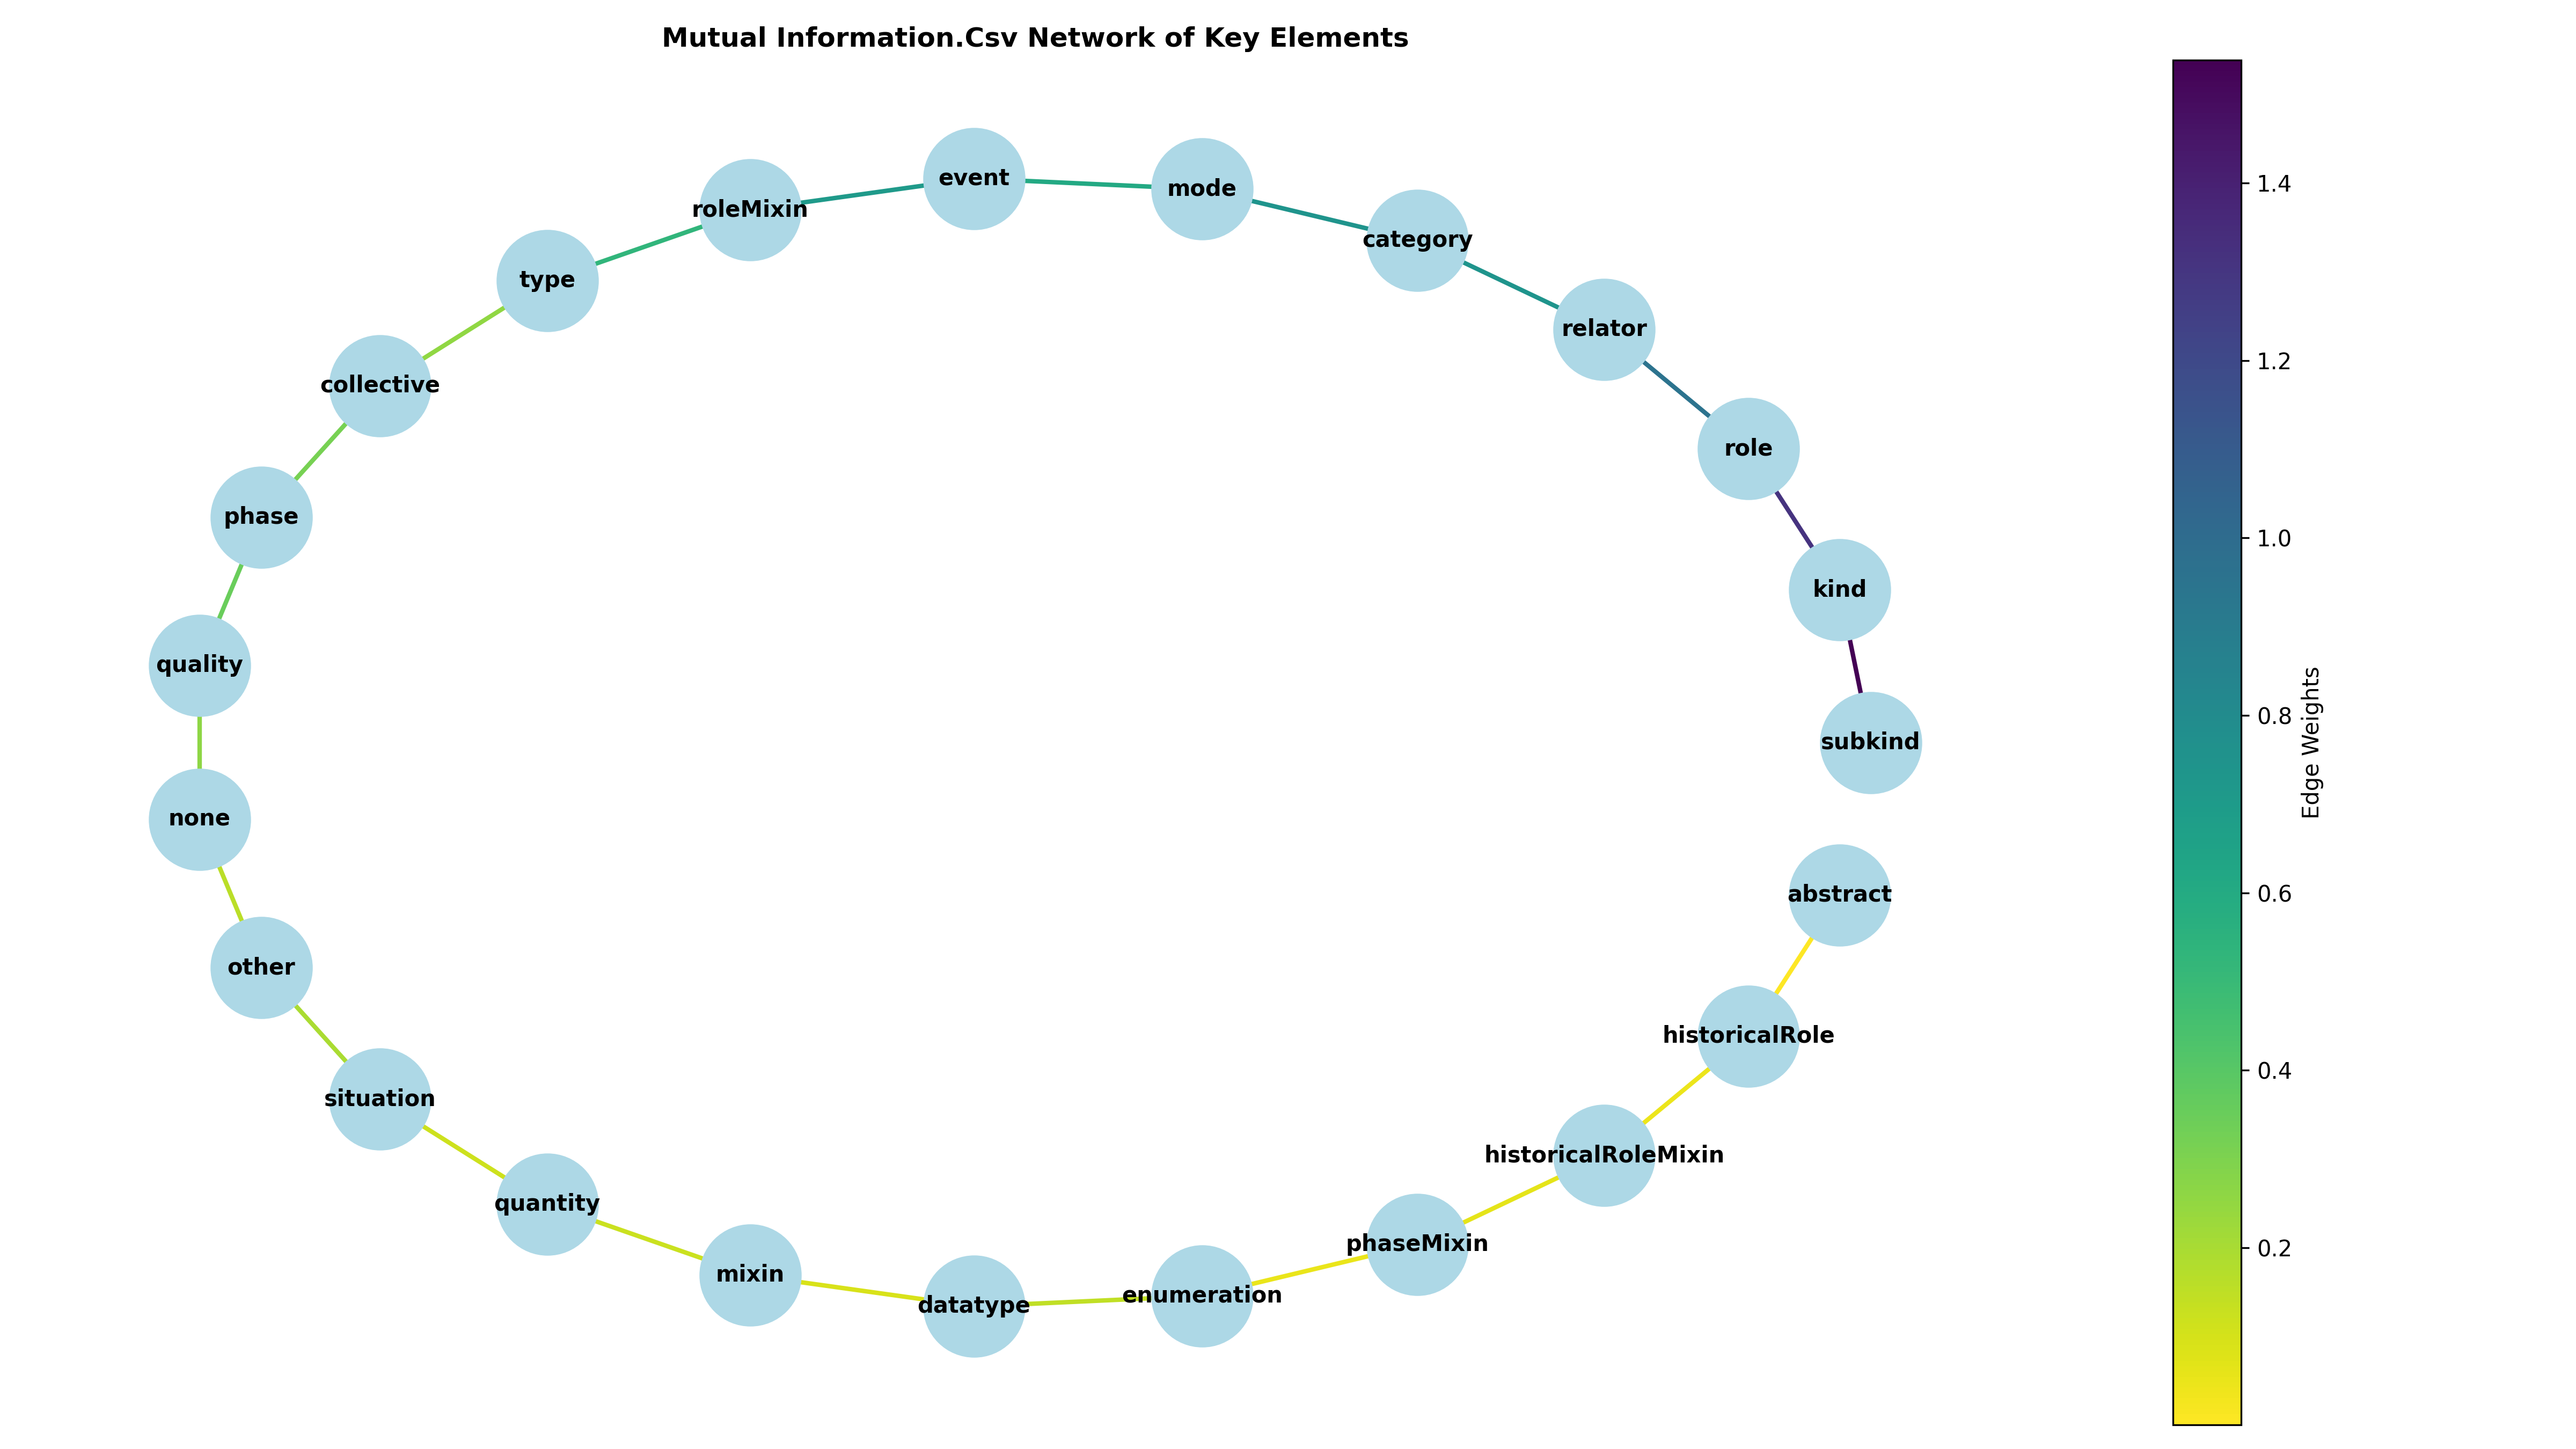 Mutual Information.Csv Network of Key Elements
event
mode
roleMixin
category
type
relator
collective
role
phase
kind
quality
subkind
none
abstract
other
historicalRole
situation
historicalRoleMixin
quantity
phaseMixin
mixin
enumeration
datatype
1.4
1.2
1.0
0.8
0.6
0.4
0.2
Edge Weights